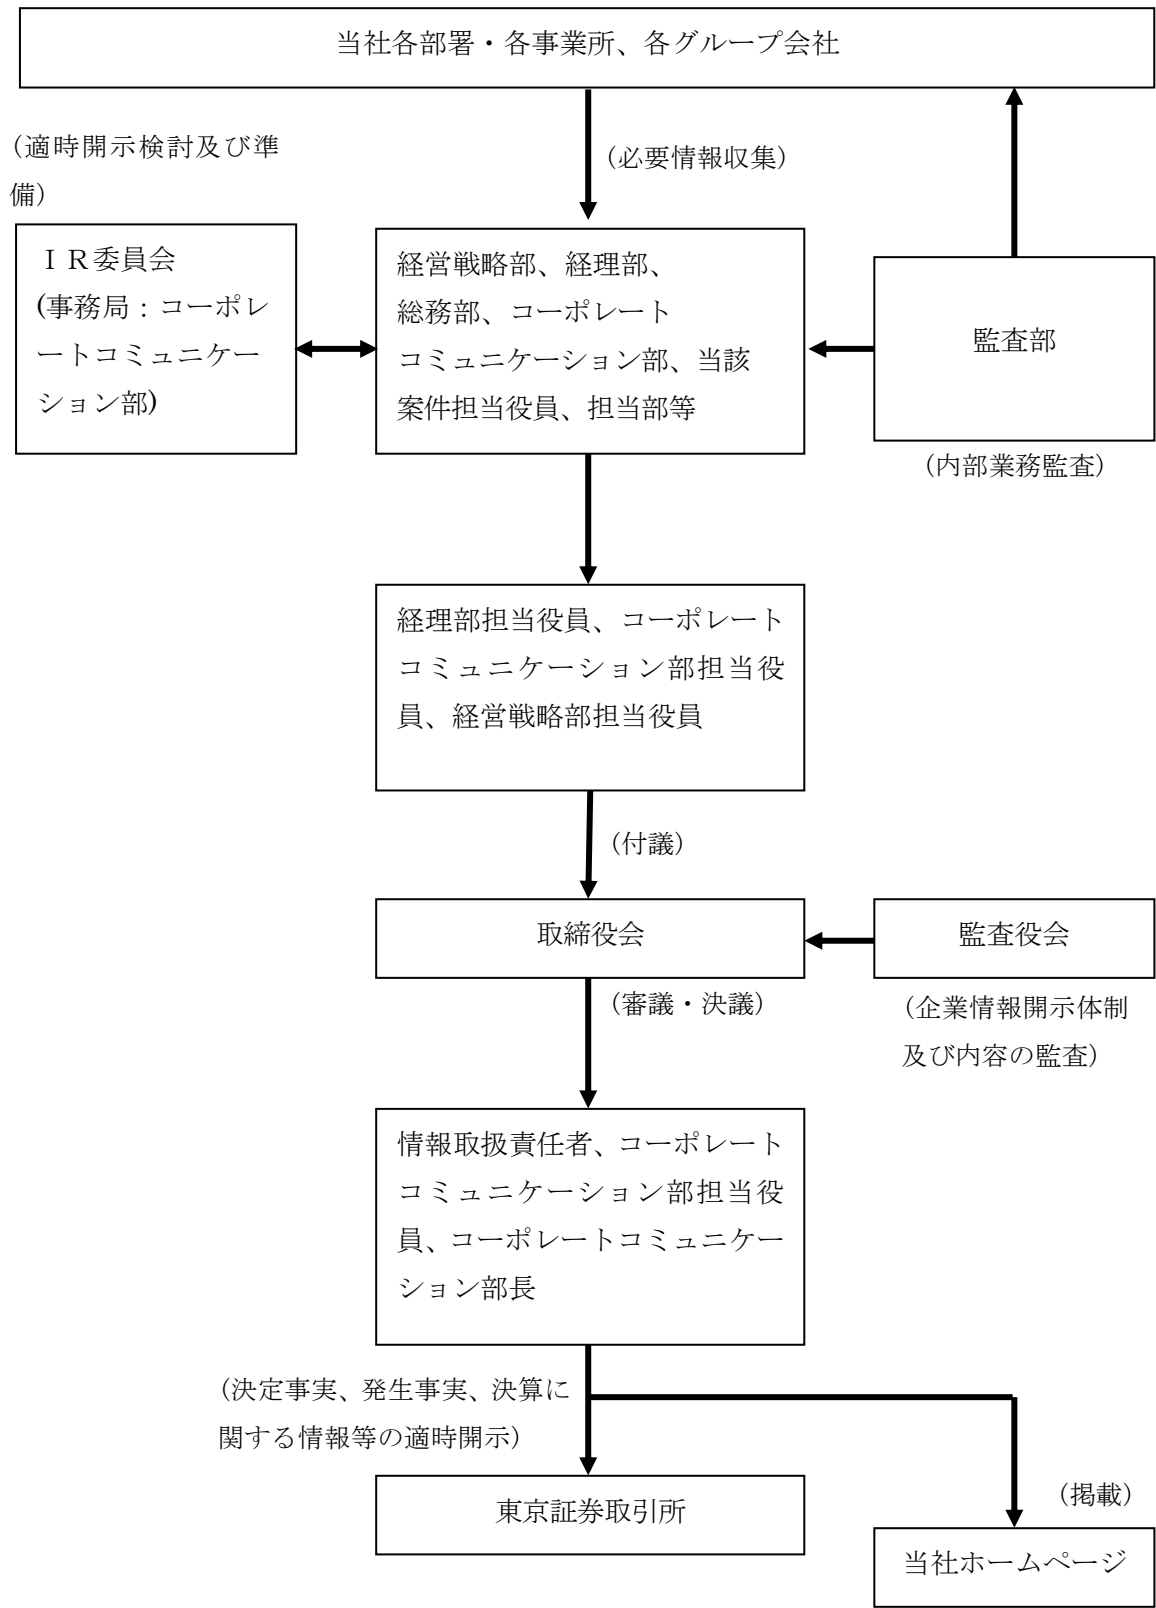 当社各部署・各事業所、各グループ会社
（適時開示検討及び準
備）
（必要情報収集）
ＩＲ委員会
(事務局：コーポレ
ートコミュニケー
ション部)
経営戦略部、経理部、
総務部、コーポレート
コミュニケーション部、当該
案件担当役員、担当部等
監査部
（内部業務監査）
経理部担当役員、コーポレート
コミュニケーション部担当役
員、経営戦略部担当役員
（付議）
取締役会
監査役会
（審議・決議）
（企業情報開示体制
及び内容の監査）
情報取扱責任者、コーポレート
コミュニケーション部担当役
員、コーポレートコミュニケー
ション部長
（決定事実、発生事実、決算に
関する情報等の適時開示）
東京証券取引所
（掲載）
当社ホームページ